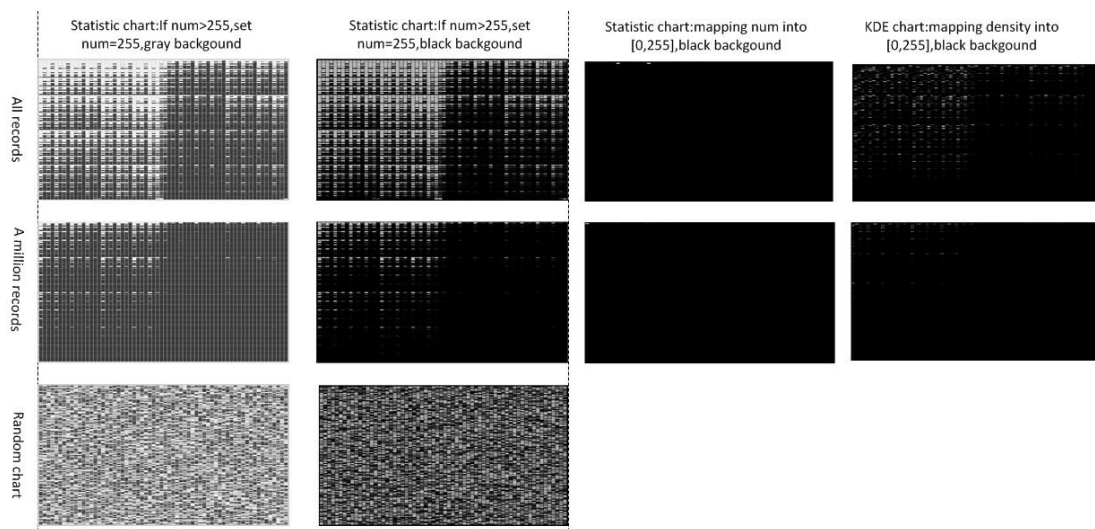 Statistic chart:If num>255,set
num=255,gray backgound
Statistic chart:If num>255,set
num=255,black backgound
Statistic chart:mapping num into
[0,255],black backgound
KDE chart:mapping density into
[0,255],black backgound
All records
A million records
Random chart